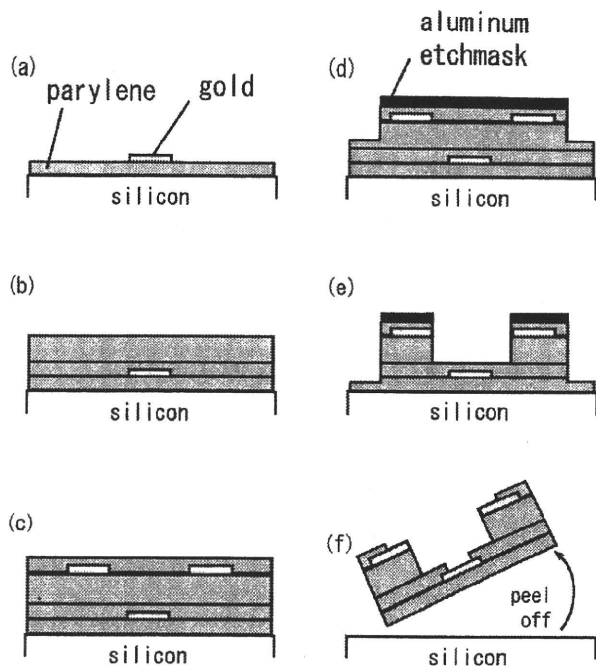 (a)
parylene
gold
silicon
(b)
silicon
(c)
silicon
aluminum
etchmask
(d)
silicon
(e)
silicon
(f)
peel
off
silicon